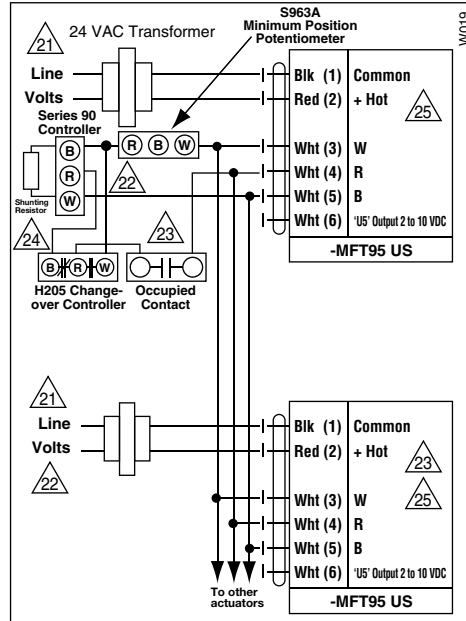 21
24 VAC Transformer
S963A
Minimum Position
Potentiometer
W019
Line
Volts
Blk (1) Common
Red (2) + Hot
25
Series 90
Controller
B
R
W
R B W
Wht (3) W
Wht (4) R
Wht (5) B
Wht (6) 'U5' Output 2 to 10 VDC
-MFT95 US
Shunting
Resistor
22
24
23
B R W
H205 Change-
over Controller
Occupied
Contact
21
Line
Volts
22
Blk (1) Common
Red (2) + Hot
23
25
Wht (3) W
Wht (4) R
Wht (5) B
Wht (6) 'U5' Output 2 to 10 VDC
-MFT95 US
To other
actuators